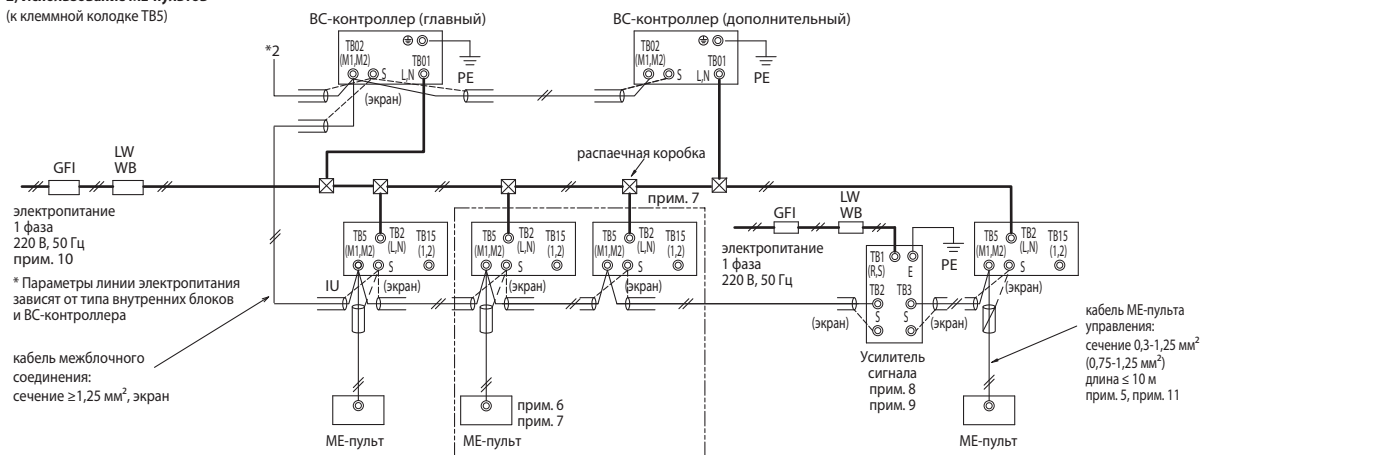 (к клеммной колодке TB5)
BC-контроллер (главный)
BC-контроллер (дополнительный)
*2
TB02
(M1,M2)
S
TB01
L,N
PE
(экран)
TB02
(M1,M2)
S
TB01
L,N
PE
распаечная коробка
GFI
LW
WB
прим. 7
электропитание
1 фаза
220 В, 50 Гц
прим. 10
* Параметры линии электропитания
зависят от типа внутренних блоков
и BC-контроллера
кабель межблочного
соединения:
сечение ≥1,25 мм², экран
IU
TB5
(M1,M2)
TB2
(L,N)
TB15
(1,2)
S
(экран)
TB5
(M1,M2)
TB2
(L,N)
TB15
(1,2)
S
(экран)
TB5
(M1,M2)
TB2
(L,N)
TB15
(1,2)
S
(экран)
GFI
LW
WB
электропитание
1 фаза
220 В, 50 Гц
TB1
(R,S)
E
PE
TB2
TB3
S
S
(экран)
(экран)
Усилитель
сигнала
прим. 8
прим. 9
TB5
(M1,M2)
TB2
(L,N)
TB15
(1,2)
S
(экран)
кабель ME-пульта
управления:
сечение 0,3-1,25 мм²
(0,75-1,25 мм²)
длина ≤ 10 м
прим. 5, прим. 11
ME-пульт
прим. 6
прим. 7
ME-пульт
ME-пульт